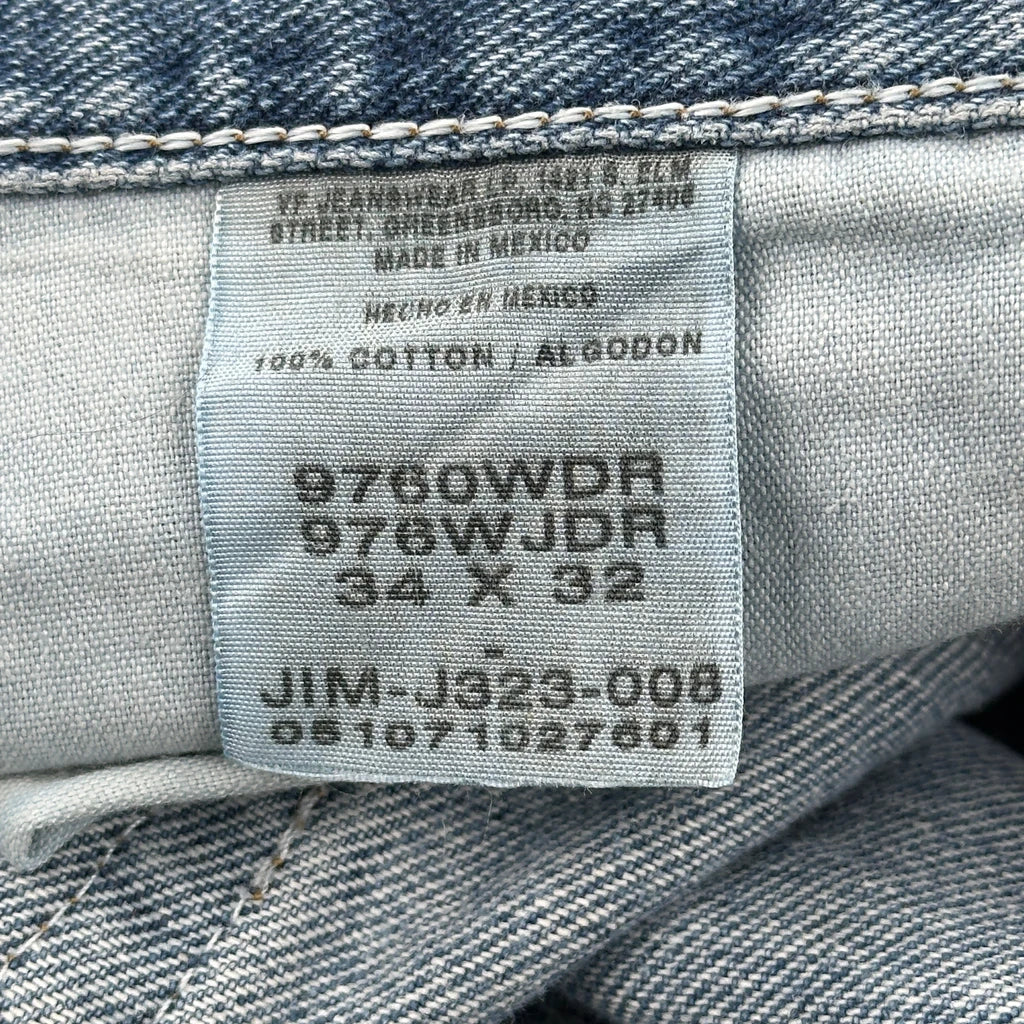 VF JEANSWEAR LP, 1421 S. ELM
STREET, GREENSBORO, NC 27406
MADE IN MEXICO
HECHO EN MEXICO
100% COTTON / ALGODON
9760WDR
976WJDR
34 X 32
-
JIM-J323-008
051071027601